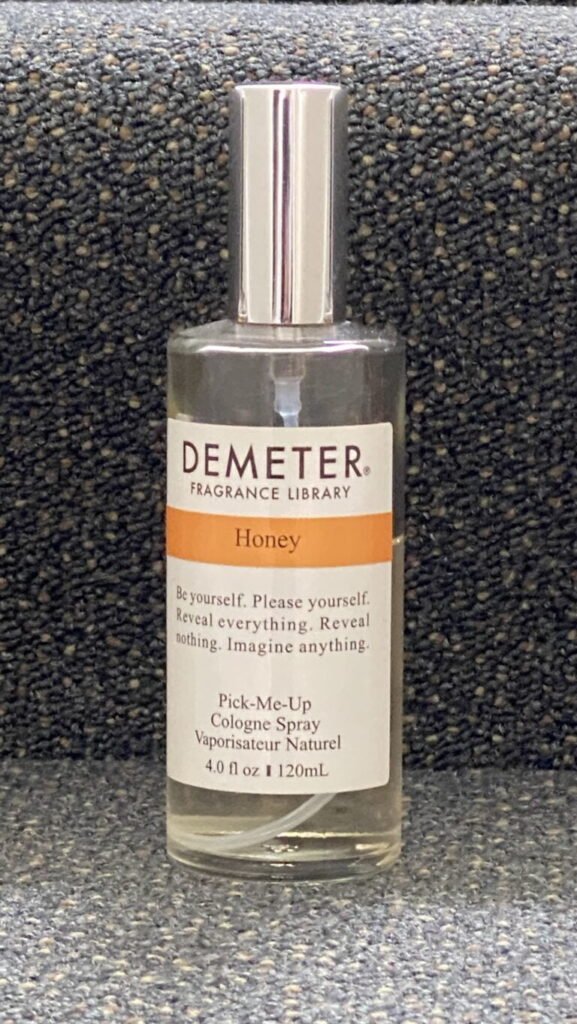 DEMETER®
FRAGRANCE LIBRARY
Honey
Be yourself. Please yourself.
Reveal everything. Reveal
nothing. Imagine anything.
Pick-Me-Up
Cologne Spray
Vaporisateur Naturel
4.0 fl oz ▮ 120mL